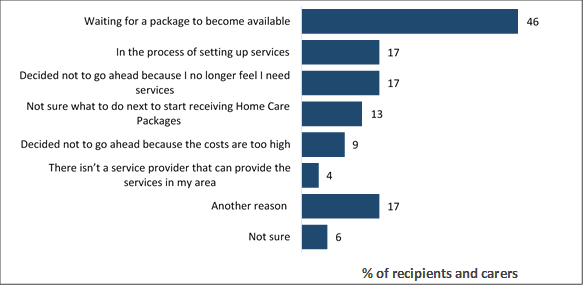 Waiting for a package to become available 46
In the process of setting up services 17
Decided not to go ahead because I no longer feel I need
services 17
Not sure what to do next to start receiving Home Care
Packages 13
Decided not to go ahead because the costs are too high 9
There isn’t a service provider that can provide the
services in my area 4
Another reason 17
Not sure 6
% of recipients and carers